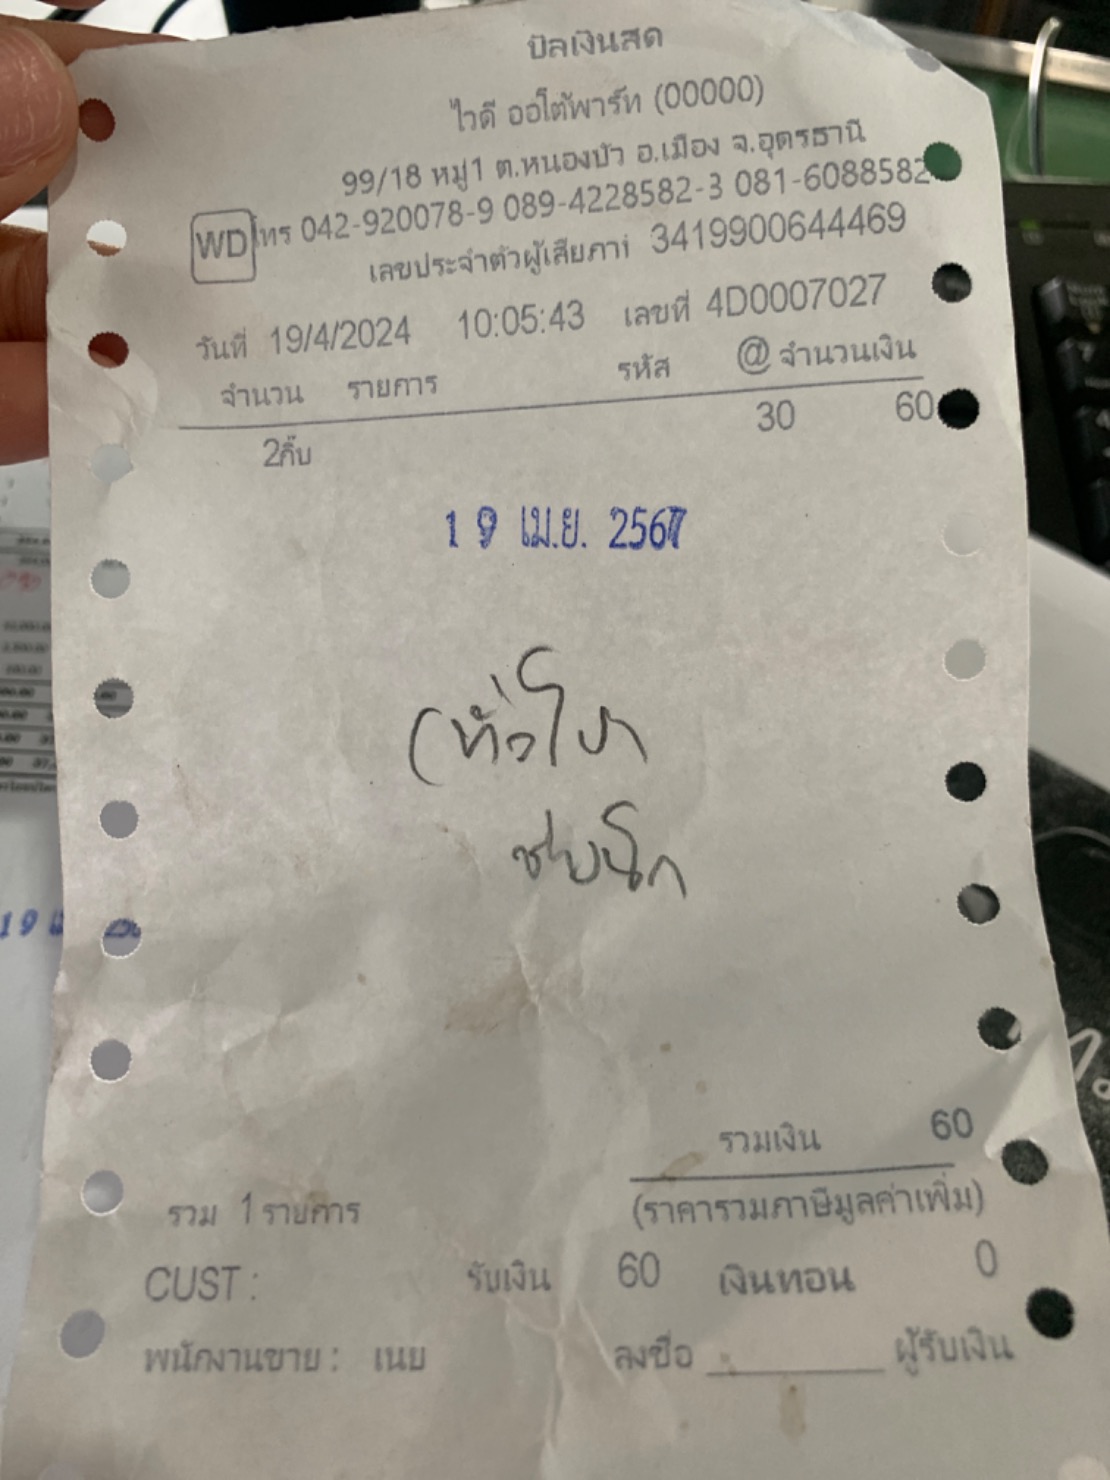 บิลเงินสด
ไวดี ออโต้พาร์ท (00000)
99/18 หมู่1 ต.หนองบัว อ.เมือง จ.อุดรธานี
WD โทร 042-920078-9 089-4228582-3 081-6088582
เลขประจำตัวผู้เสียภาษี 3419900644469
วันที่ 19/4/2024 10:05:43 เลขที่ 4D0007027
จำนวน รายการ รหัส @ จำนวนเงิน
2กิ๊บ 30 60
19 เม.ย. 2567
(ทั่วไป
รวมเงิน 60
รวม 1 รายการ (ราคารวมภาษีมูลค่าเพิ่ม)
CUST : รับเงิน 60 เงินทอน 0
พนักงานขาย : เนย ลงชื่อ ผู้รับเงิน